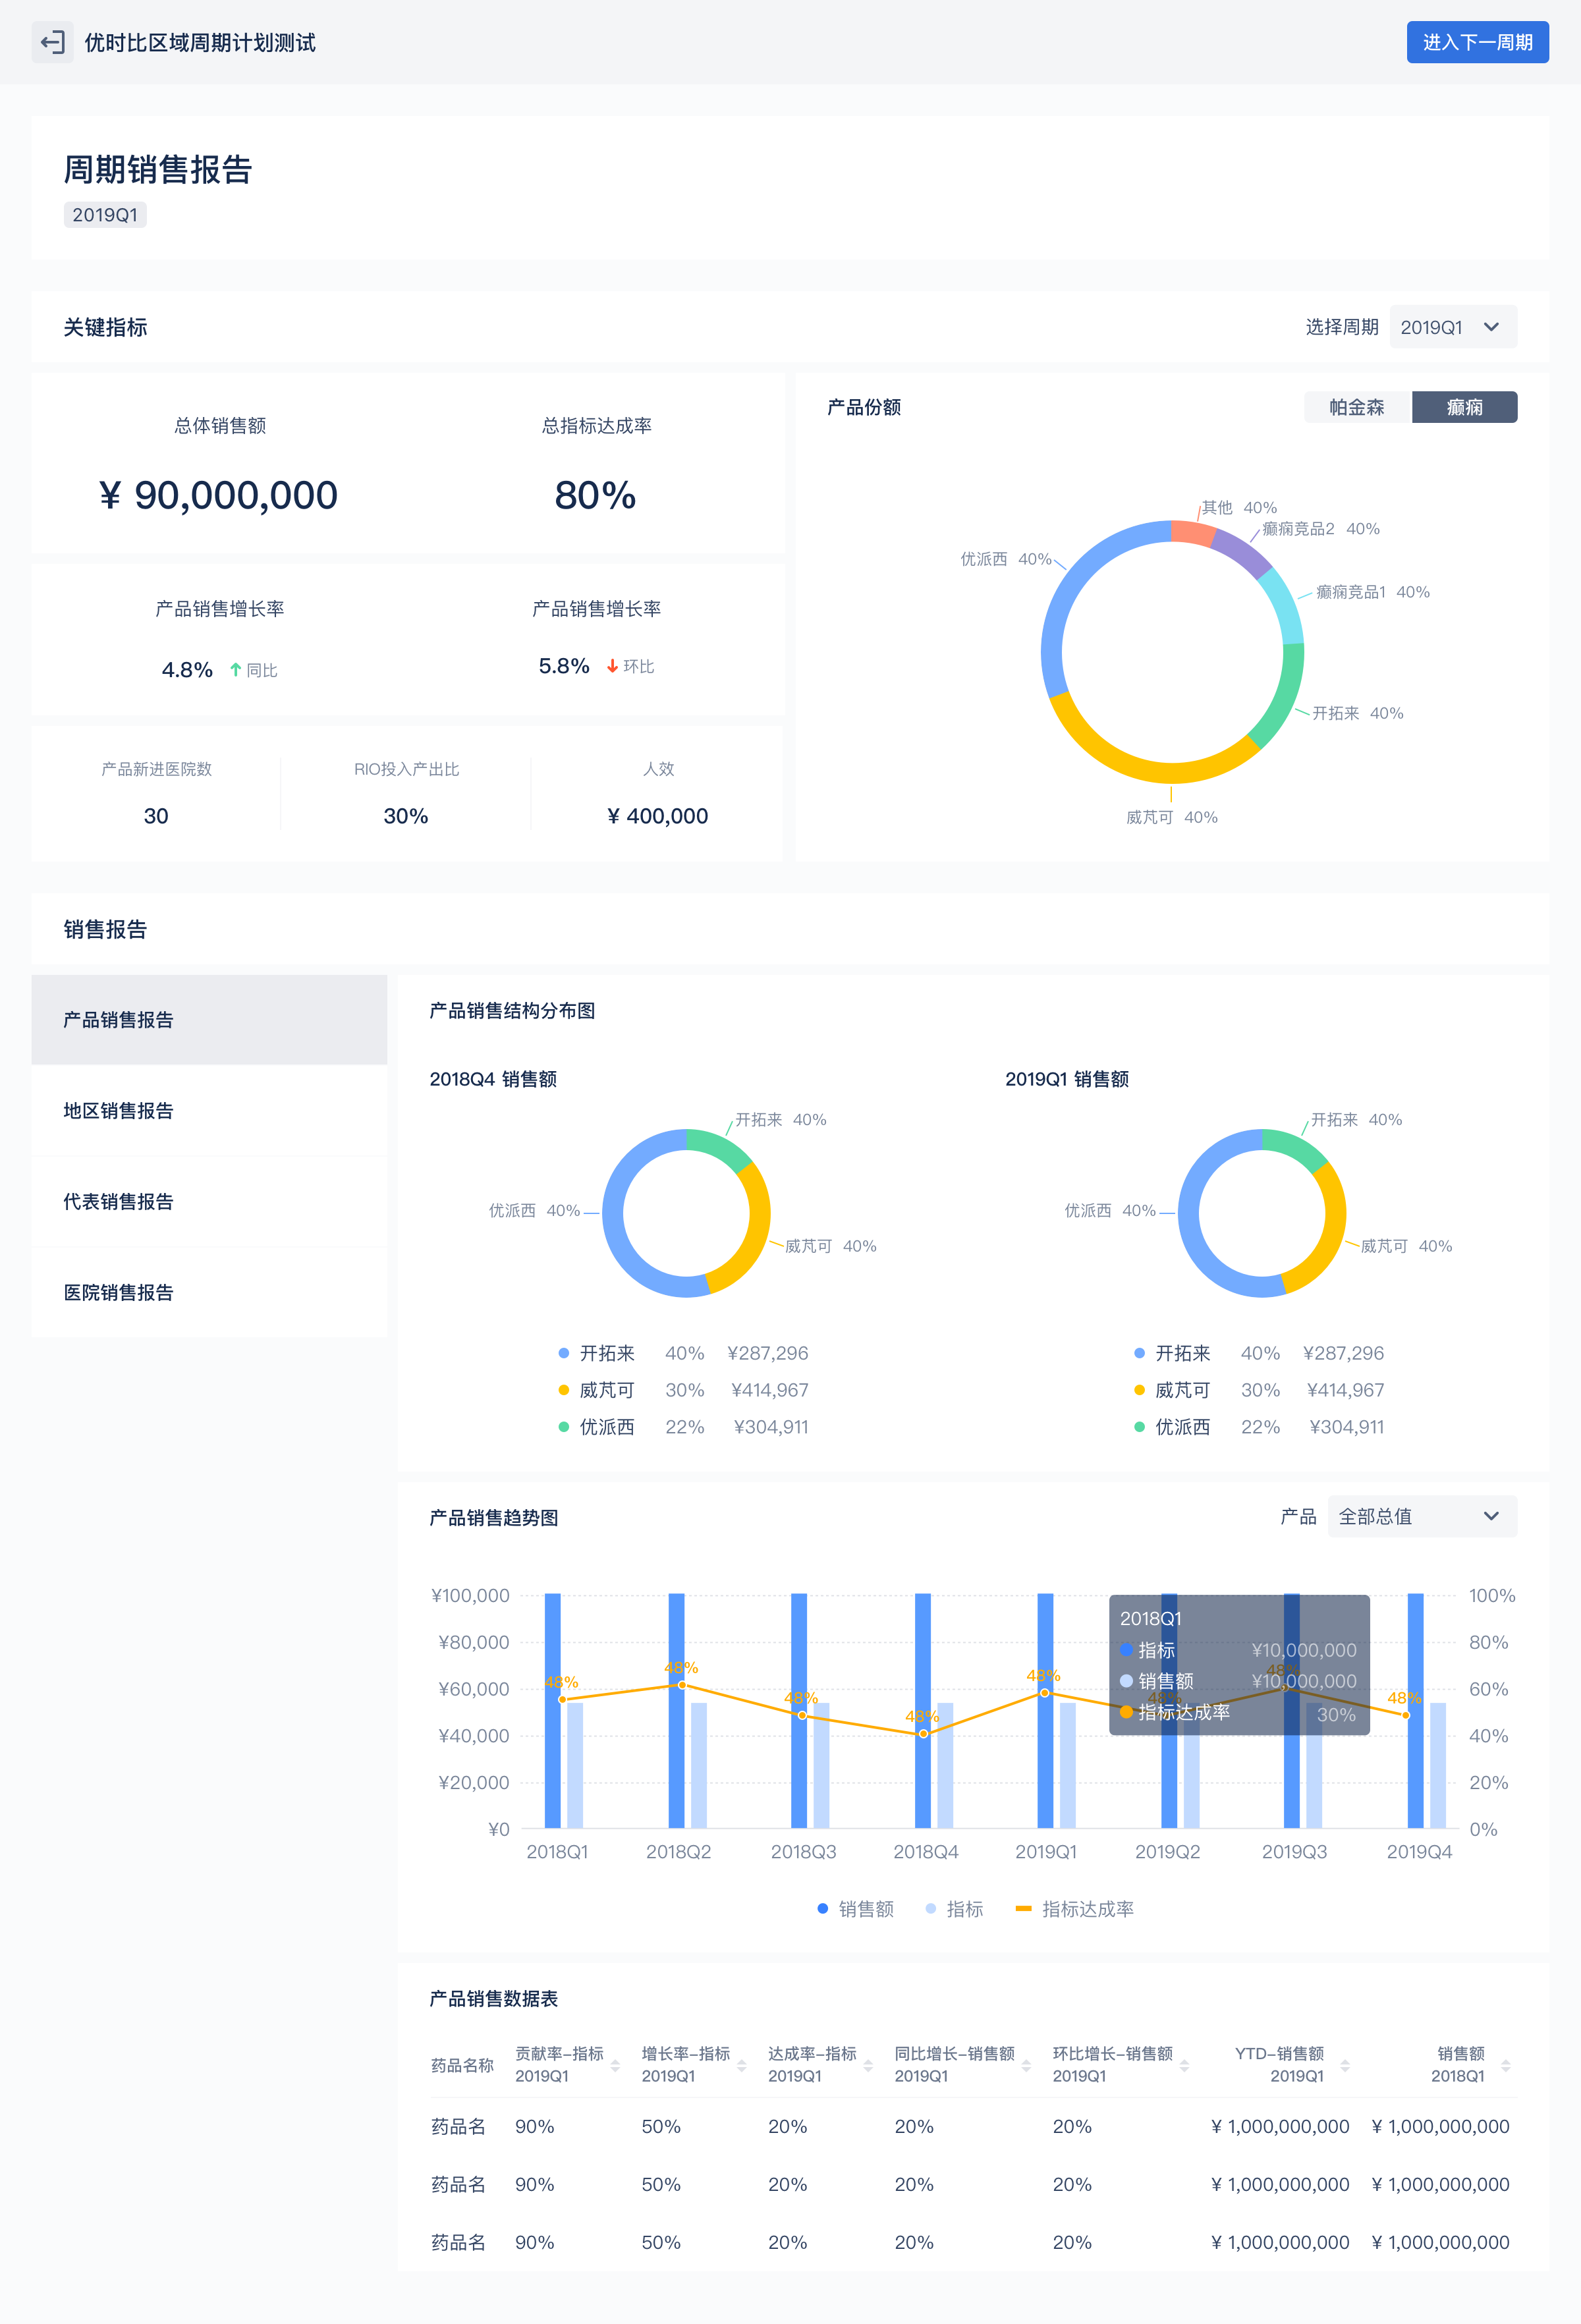 优时比区域周期计划测试
进入下一周期
周期销售报告
2019Q1
关键指标
选择周期 2019Q1
总体销售额 总指标达成率
¥ 90,000,000 80%
产品销售增长率 产品销售增长率
4.8% 同比 5.8% 环比
产品新进医院数 RIO投入产出比 人效
30 30% ¥ 400,000
产品份额
帕金森 癫痫
其他 40%
癫痫竞品2 40%
优派西 40%
癫痫竞品1 40%
开拓来 40%
威芃可 40%
销售报告
产品销售报告
地区销售报告
代表销售报告
医院销售报告
产品销售结构分布图
2018Q4 销售额
开拓来 40%
优派西 40%
威芃可 40%
开拓来 40% ¥287,296
威芃可 30% ¥414,967
优派西 22% ¥304,911
2019Q1 销售额
开拓来 40%
优派西 40%
威芃可 40%
开拓来 40% ¥287,296
威芃可 30% ¥414,967
优派西 22% ¥304,911
产品销售趋势图
产品 全部总值
¥100,000
¥80,000
¥60,000
¥40,000
¥20,000
¥0
100%
80%
60%
40%
20%
0%
48% 48% 48% 48% 48% 48% 48% 48%
2018Q1
指标 ¥10,000,000
销售额 ¥10,000,000
指标达成率 30%
2018Q1 2018Q2 2018Q3 2018Q4 2019Q1 2019Q2 2019Q3 2019Q4
销售额 指标 指标达成率
产品销售数据表
药品名称 贡献率-指标 2019Q1 增长率-指标 2019Q1 达成率-指标 2019Q1 同比增长-销售额 2019Q1 环比增长-销售额 2019Q1 YTD-销售额 2019Q1 销售额 2018Q1
药品名 90% 50% 20% 20% 20% ¥ 1,000,000,000 ¥ 1,000,000,000
药品名 90% 50% 20% 20% 20% ¥ 1,000,000,000 ¥ 1,000,000,000
药品名 90% 50% 20% 20% 20% ¥ 1,000,000,000 ¥ 1,000,000,000